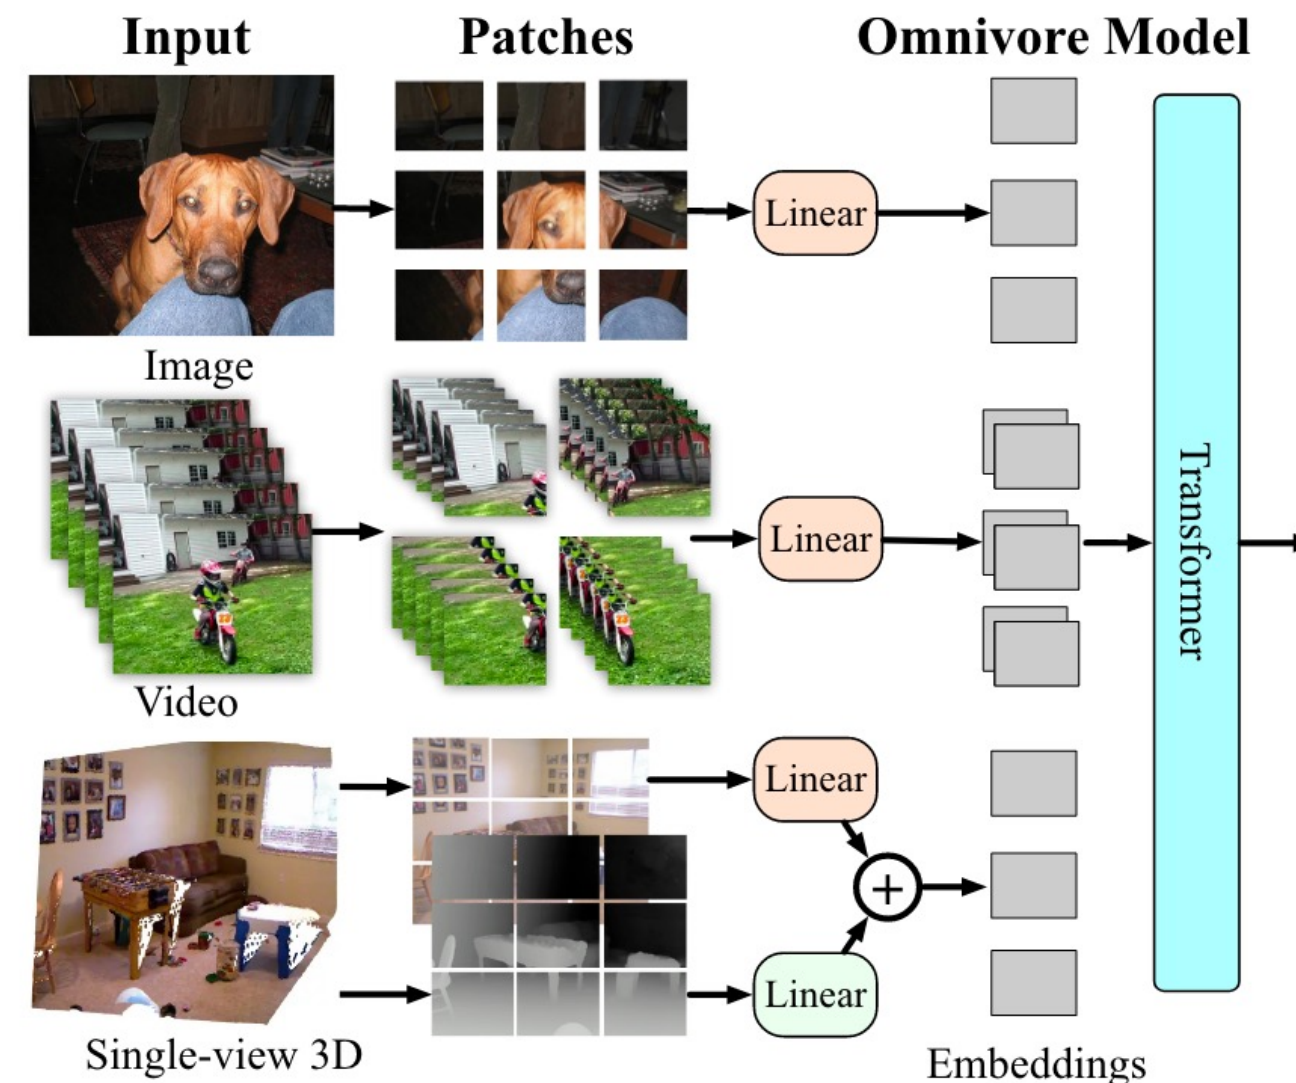 Input
Patches
Omnivore Model
Linear
Image
Linear
Video
Transformer
Linear
+
Linear
Single-view 3D
Embeddings